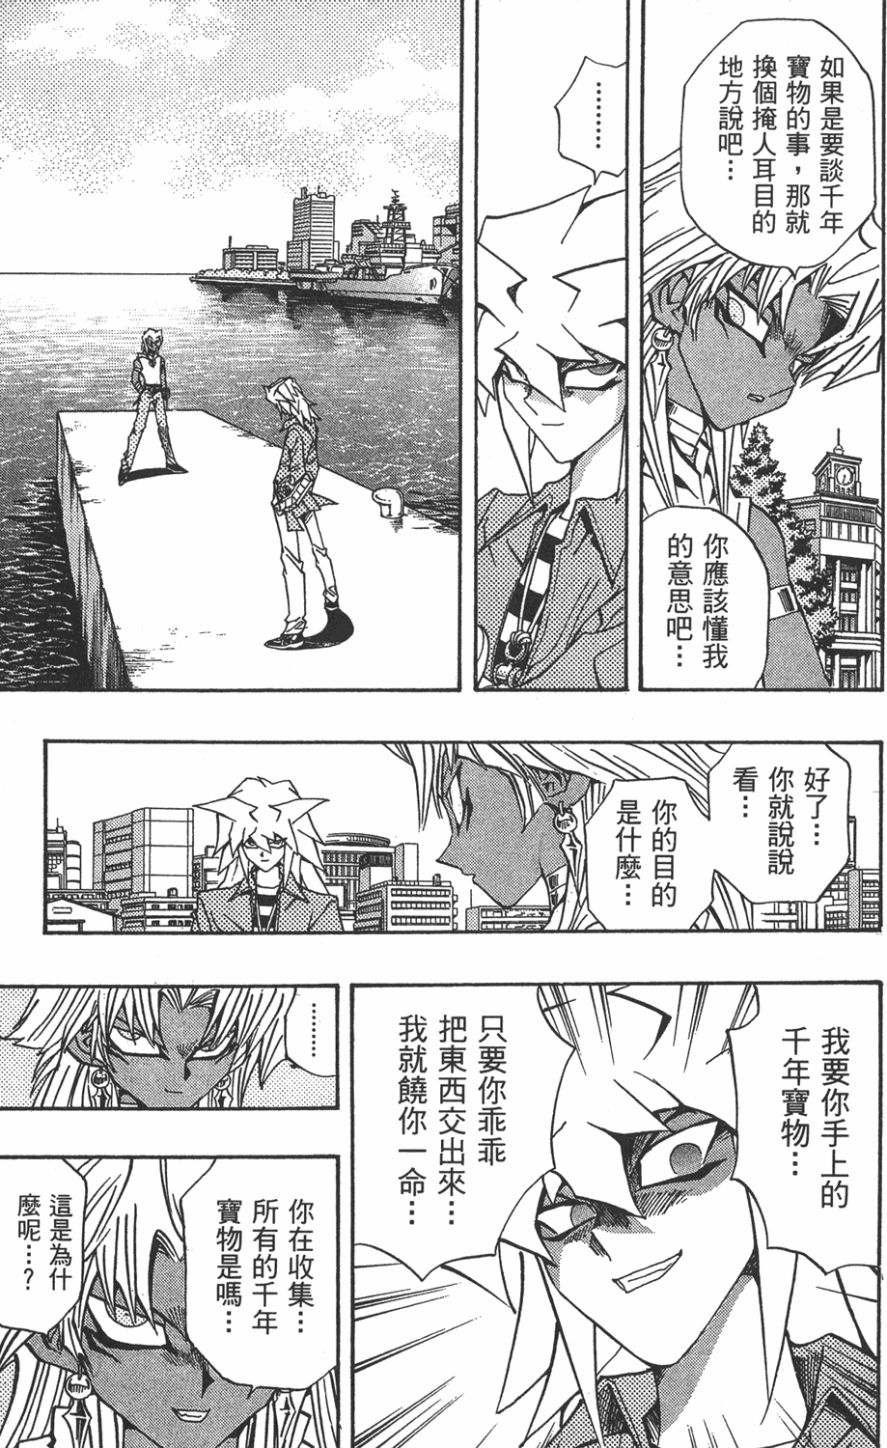 如果是要談千年
寶物的事，那就
換個掩人耳目的
地方說吧…
你應該懂我
的意思吧…
………
好了…
你就說說
看…
你的目的
是什麼…
我要你手上的
千年寶物…
只要你乖乖
把東西交出來…
我就饒你一命…
………
你在收集…
所有的千年
寶物是嗎…
這是為什
麼呢…？